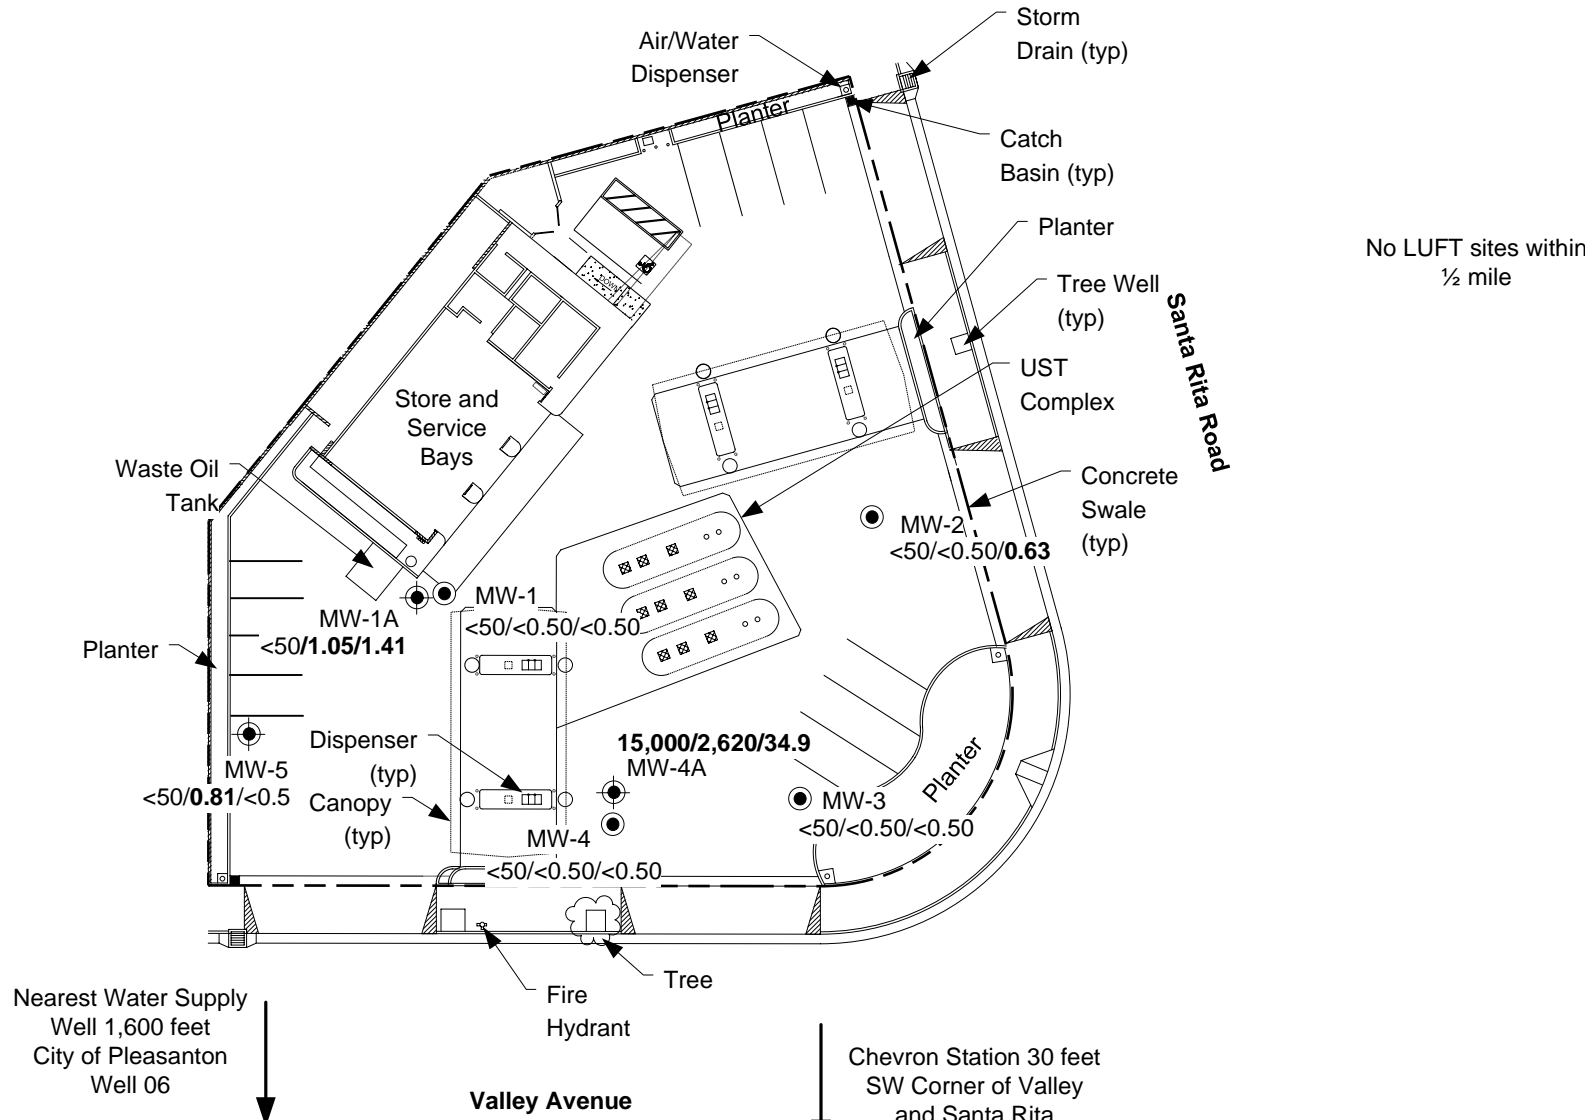 Storm
Drain (typ)
Air/Water
Dispenser
Planter
Catch
Basin (typ)
Planter
No LUFT sites within
½ mile
Tree Well
(typ)
Santa Rita Road
DOWN
UST
Complex
Store and
Service
Bays
Waste Oil
Tank
Concrete
Swale
(typ)
MW-2
<50/<0.50/0.63
MW-1
<50/<0.50/<0.50
MW-1A
<50/1.05/1.41
Planter
Dispenser
(typ)
15,000/2,620/34.9
MW-4A
MW-5
<50/0.81/<0.5
Canopy
(typ)
Planter
MW-3
<50/<0.50/<0.50
MW-4
<50/<0.50/<0.50
Tree
Fire
Hydrant
Nearest Water Supply
Well 1,600 feet
City of Pleasanton
Well 06
Valley Avenue
Chevron Station 30 feet
SW Corner of Valley
and Santa Rita